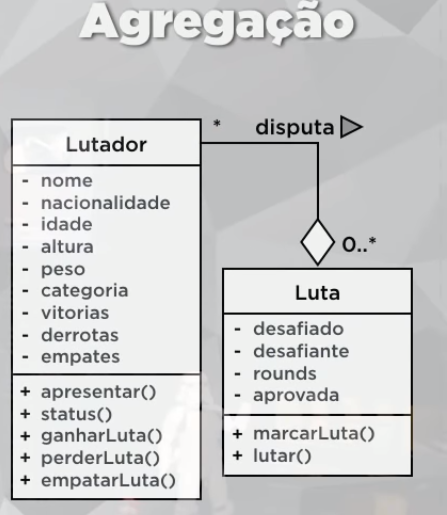 Agregação
* disputa
Lutador
- nome
- nacionalidade
- idade
- altura
- peso
- categoria
- vitorias
- derrotas
- empates
+ apresentar()
+ status()
+ ganharLuta()
+ perderLuta()
+ empatarLuta()
0..*
Luta
- desafiado
- desafiante
- rounds
- aprovada
+ marcarLuta()
+ lutar()